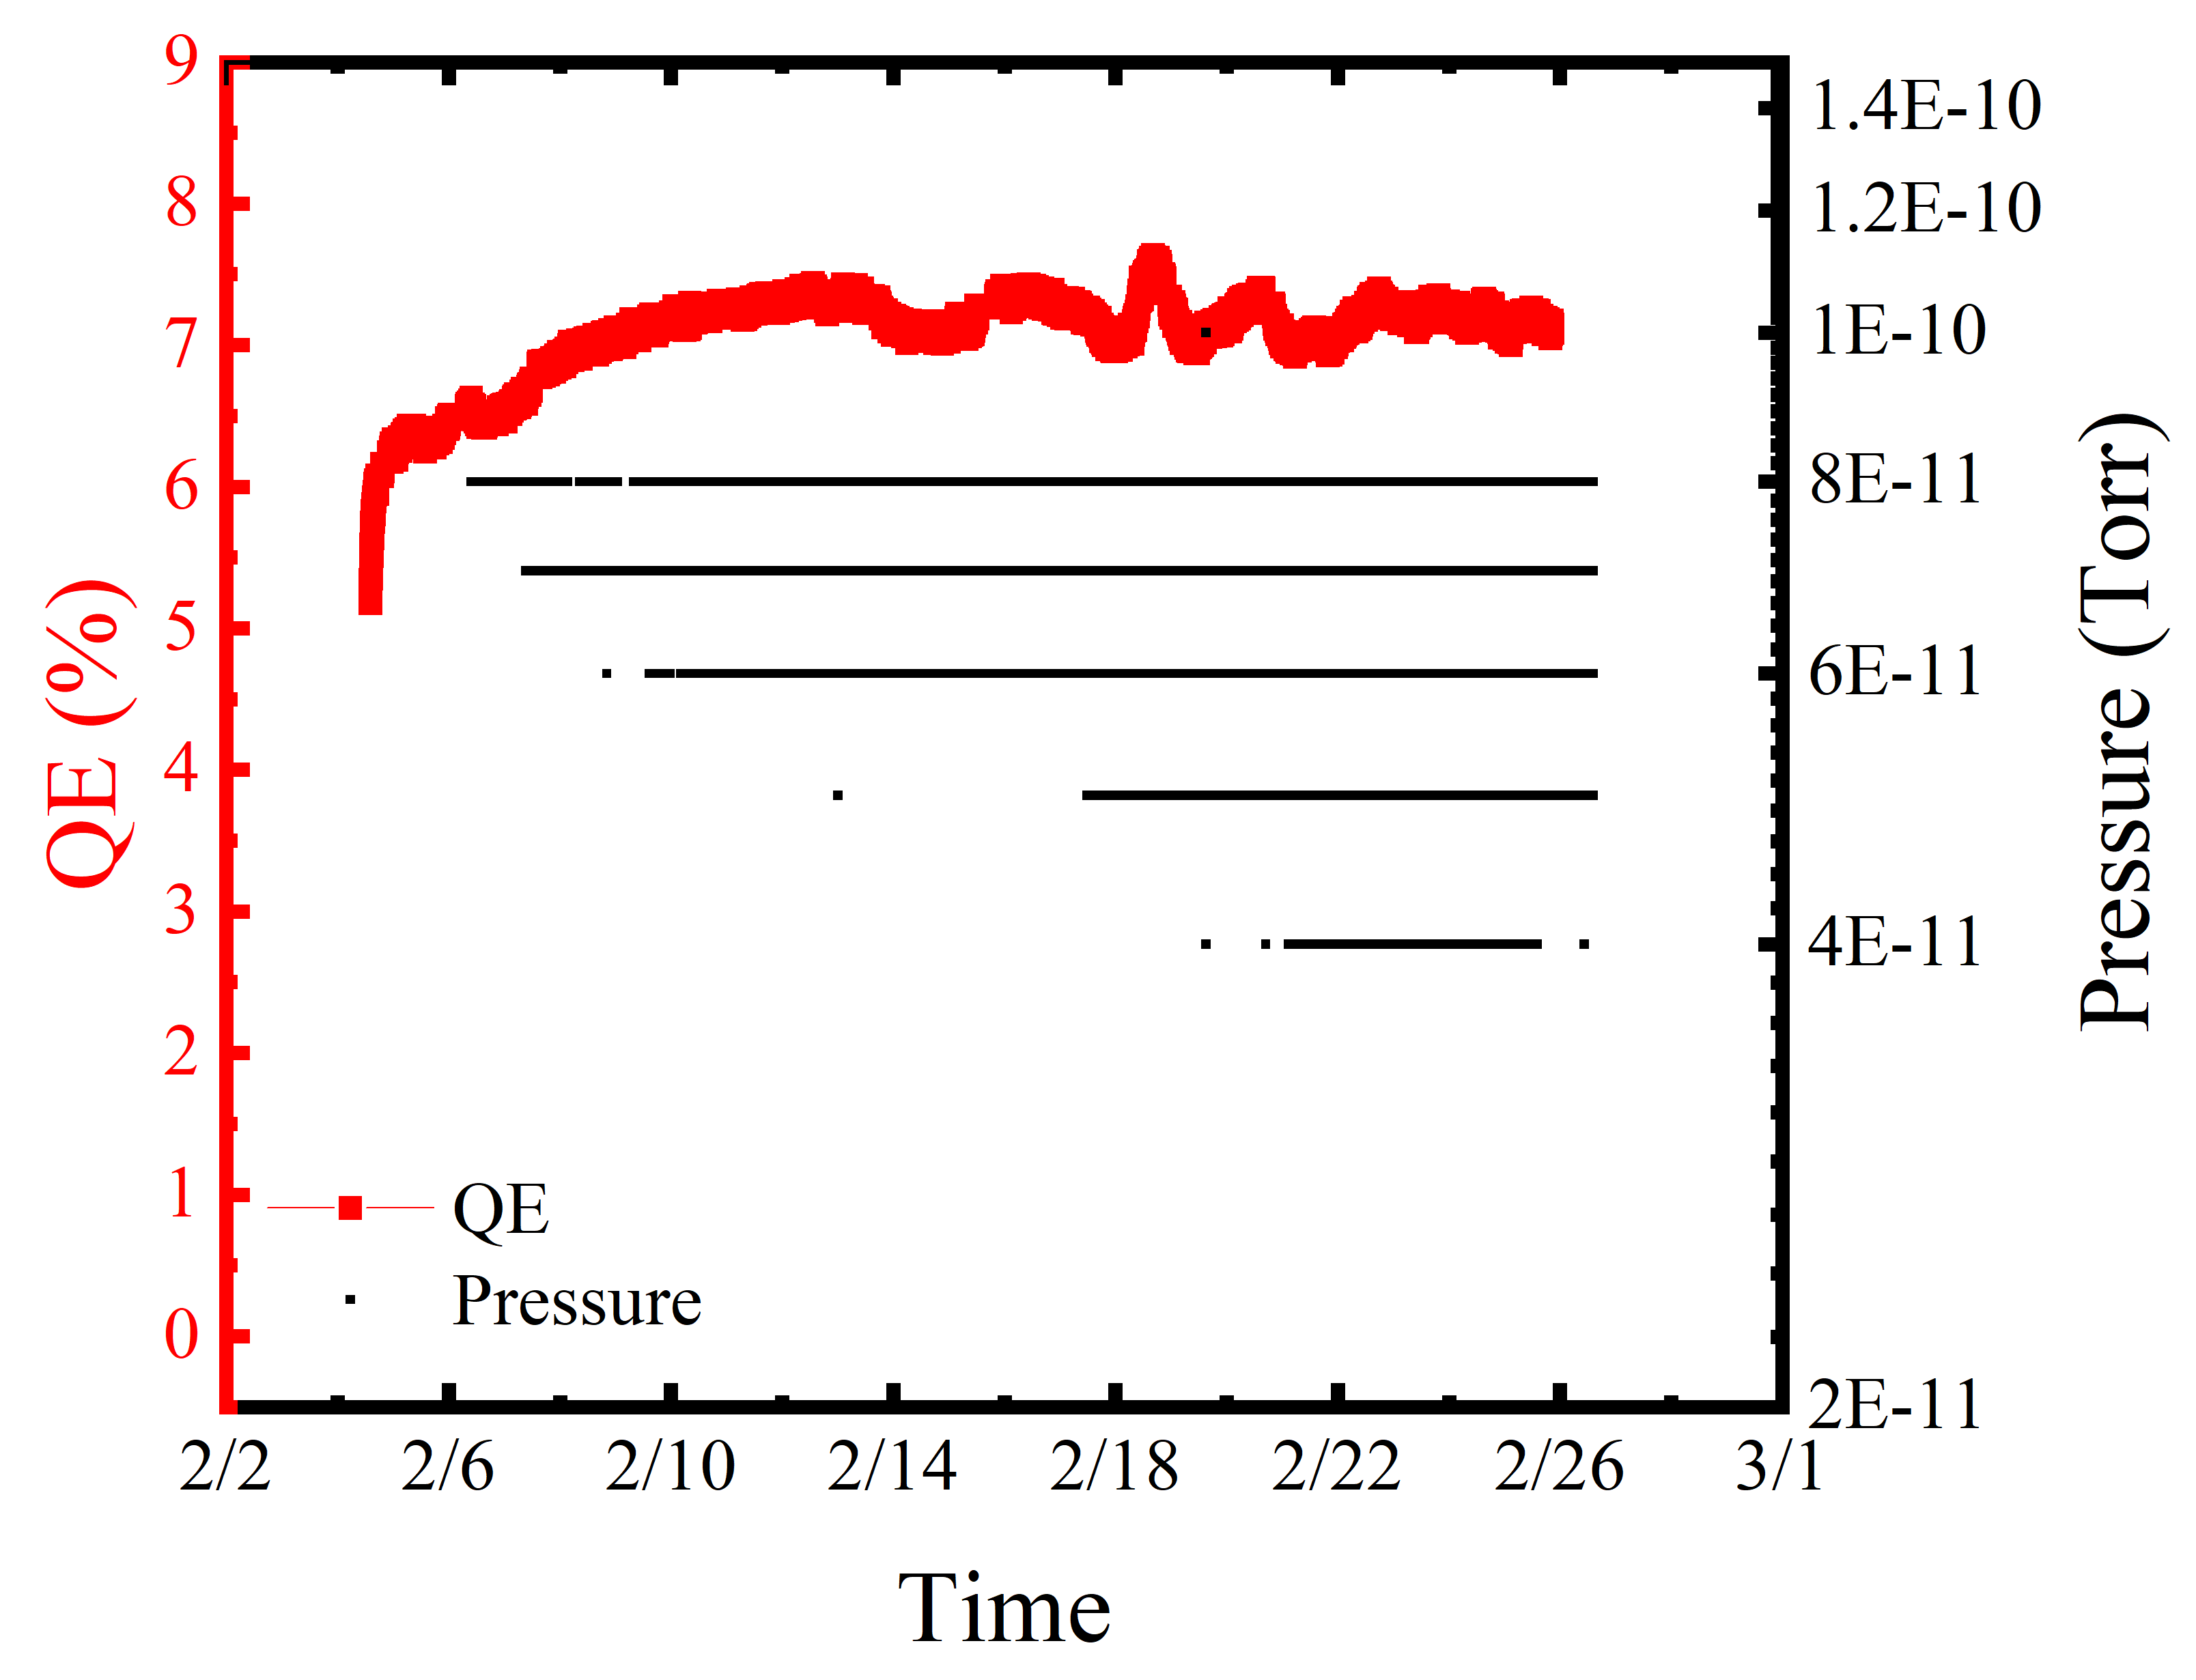 9
8
7
6
5
4
3
2
1
0
QE (%)
1.4E-10
1.2E-10
1E-10
8E-11
6E-11
4E-11
2E-11
Pressure (Torr)
QE
Pressure
2/2 2/6 2/10 2/14 2/18 2/22 2/26 3/1
Time